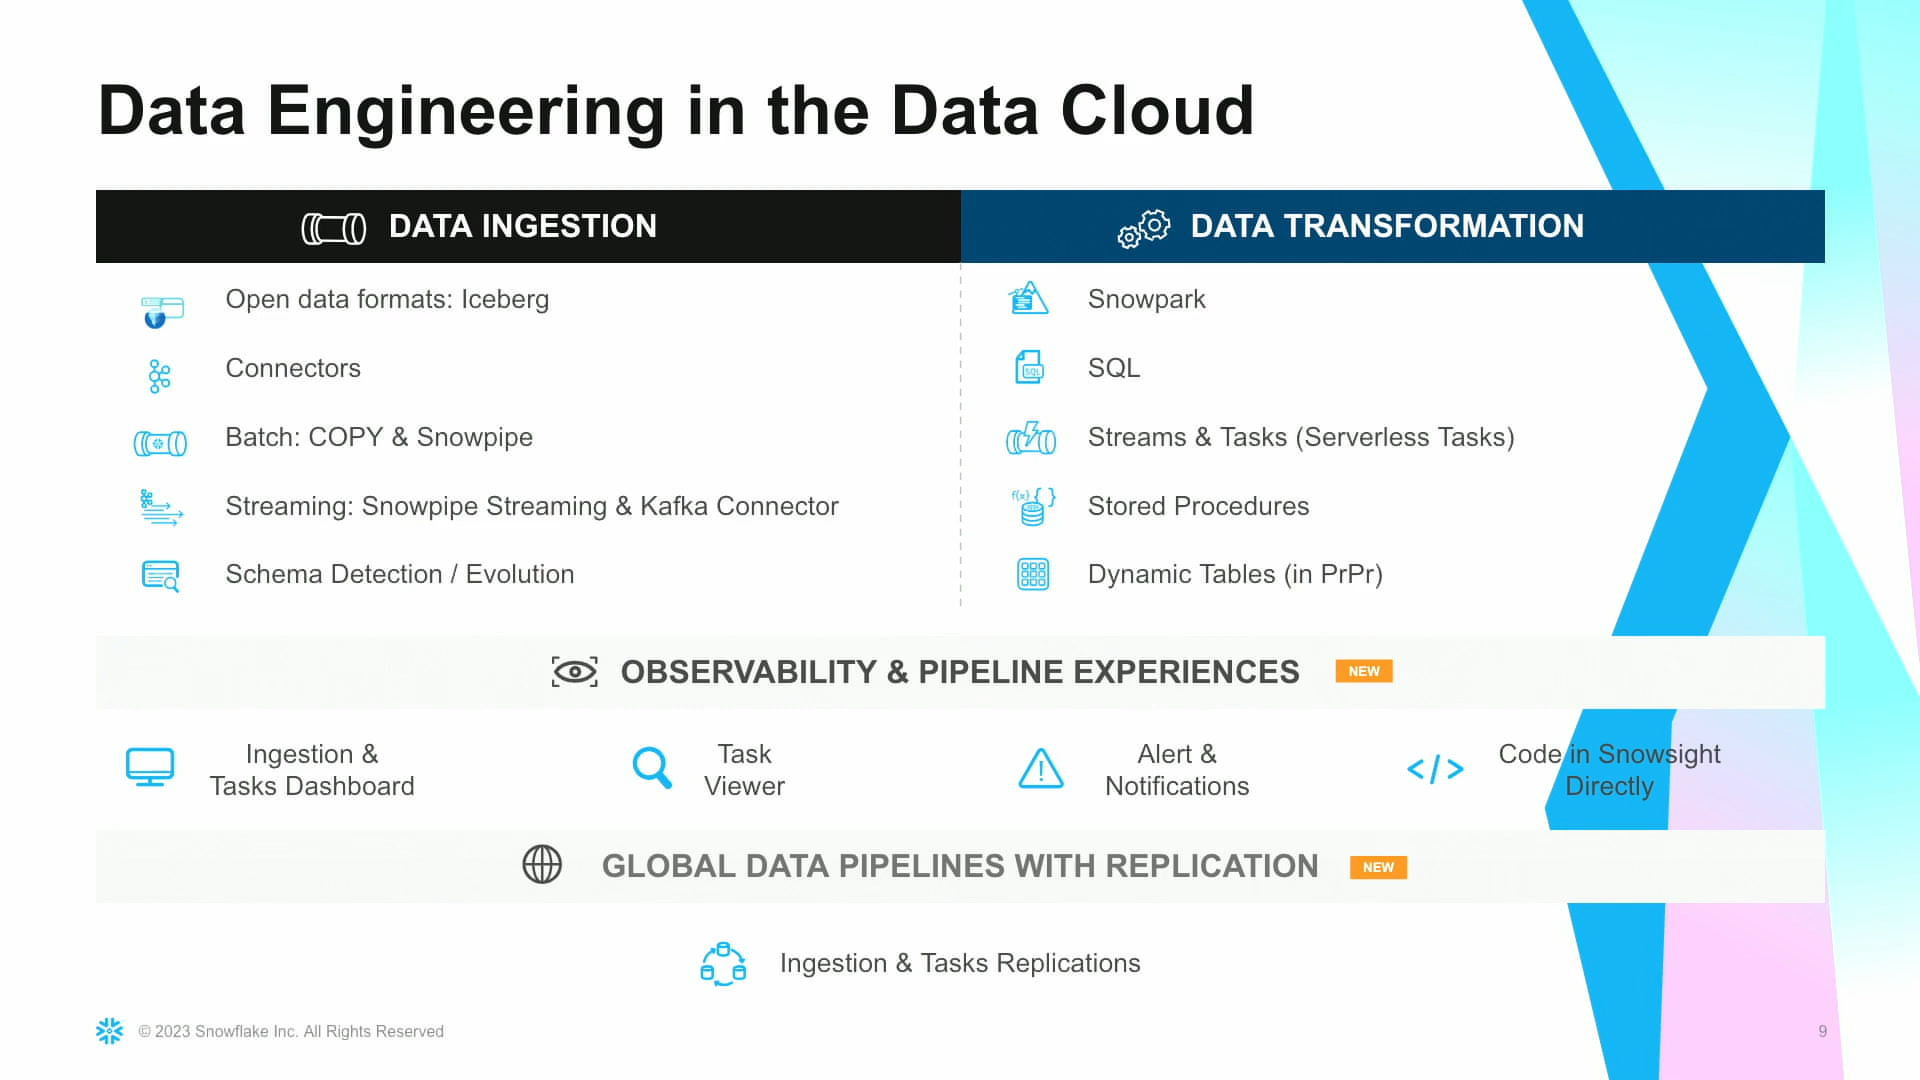 Data Engineering in the Data Cloud
DATA INGESTION
Open data formats: Iceberg
Connectors
Batch: COPY & Snowpipe
Streaming: Snowpipe Streaming & Kafka Connector
Schema Detection / Evolution
DATA TRANSFORMATION
Snowpark
SQL
SQL
Streams & Tasks (Serverless Tasks)
f(x) { }
Stored Procedures
Dynamic Tables (in PrPr)
OBSERVABILITY & PIPELINE EXPERIENCES NEW
Ingestion &
Tasks Dashboard
Task
Viewer
Alert &
Notifications
</>
Code in Snowsight
Directly
GLOBAL DATA PIPELINES WITH REPLICATION NEW
Ingestion & Tasks Replications
© 2023 Snowflake Inc. All Rights Reserved
9